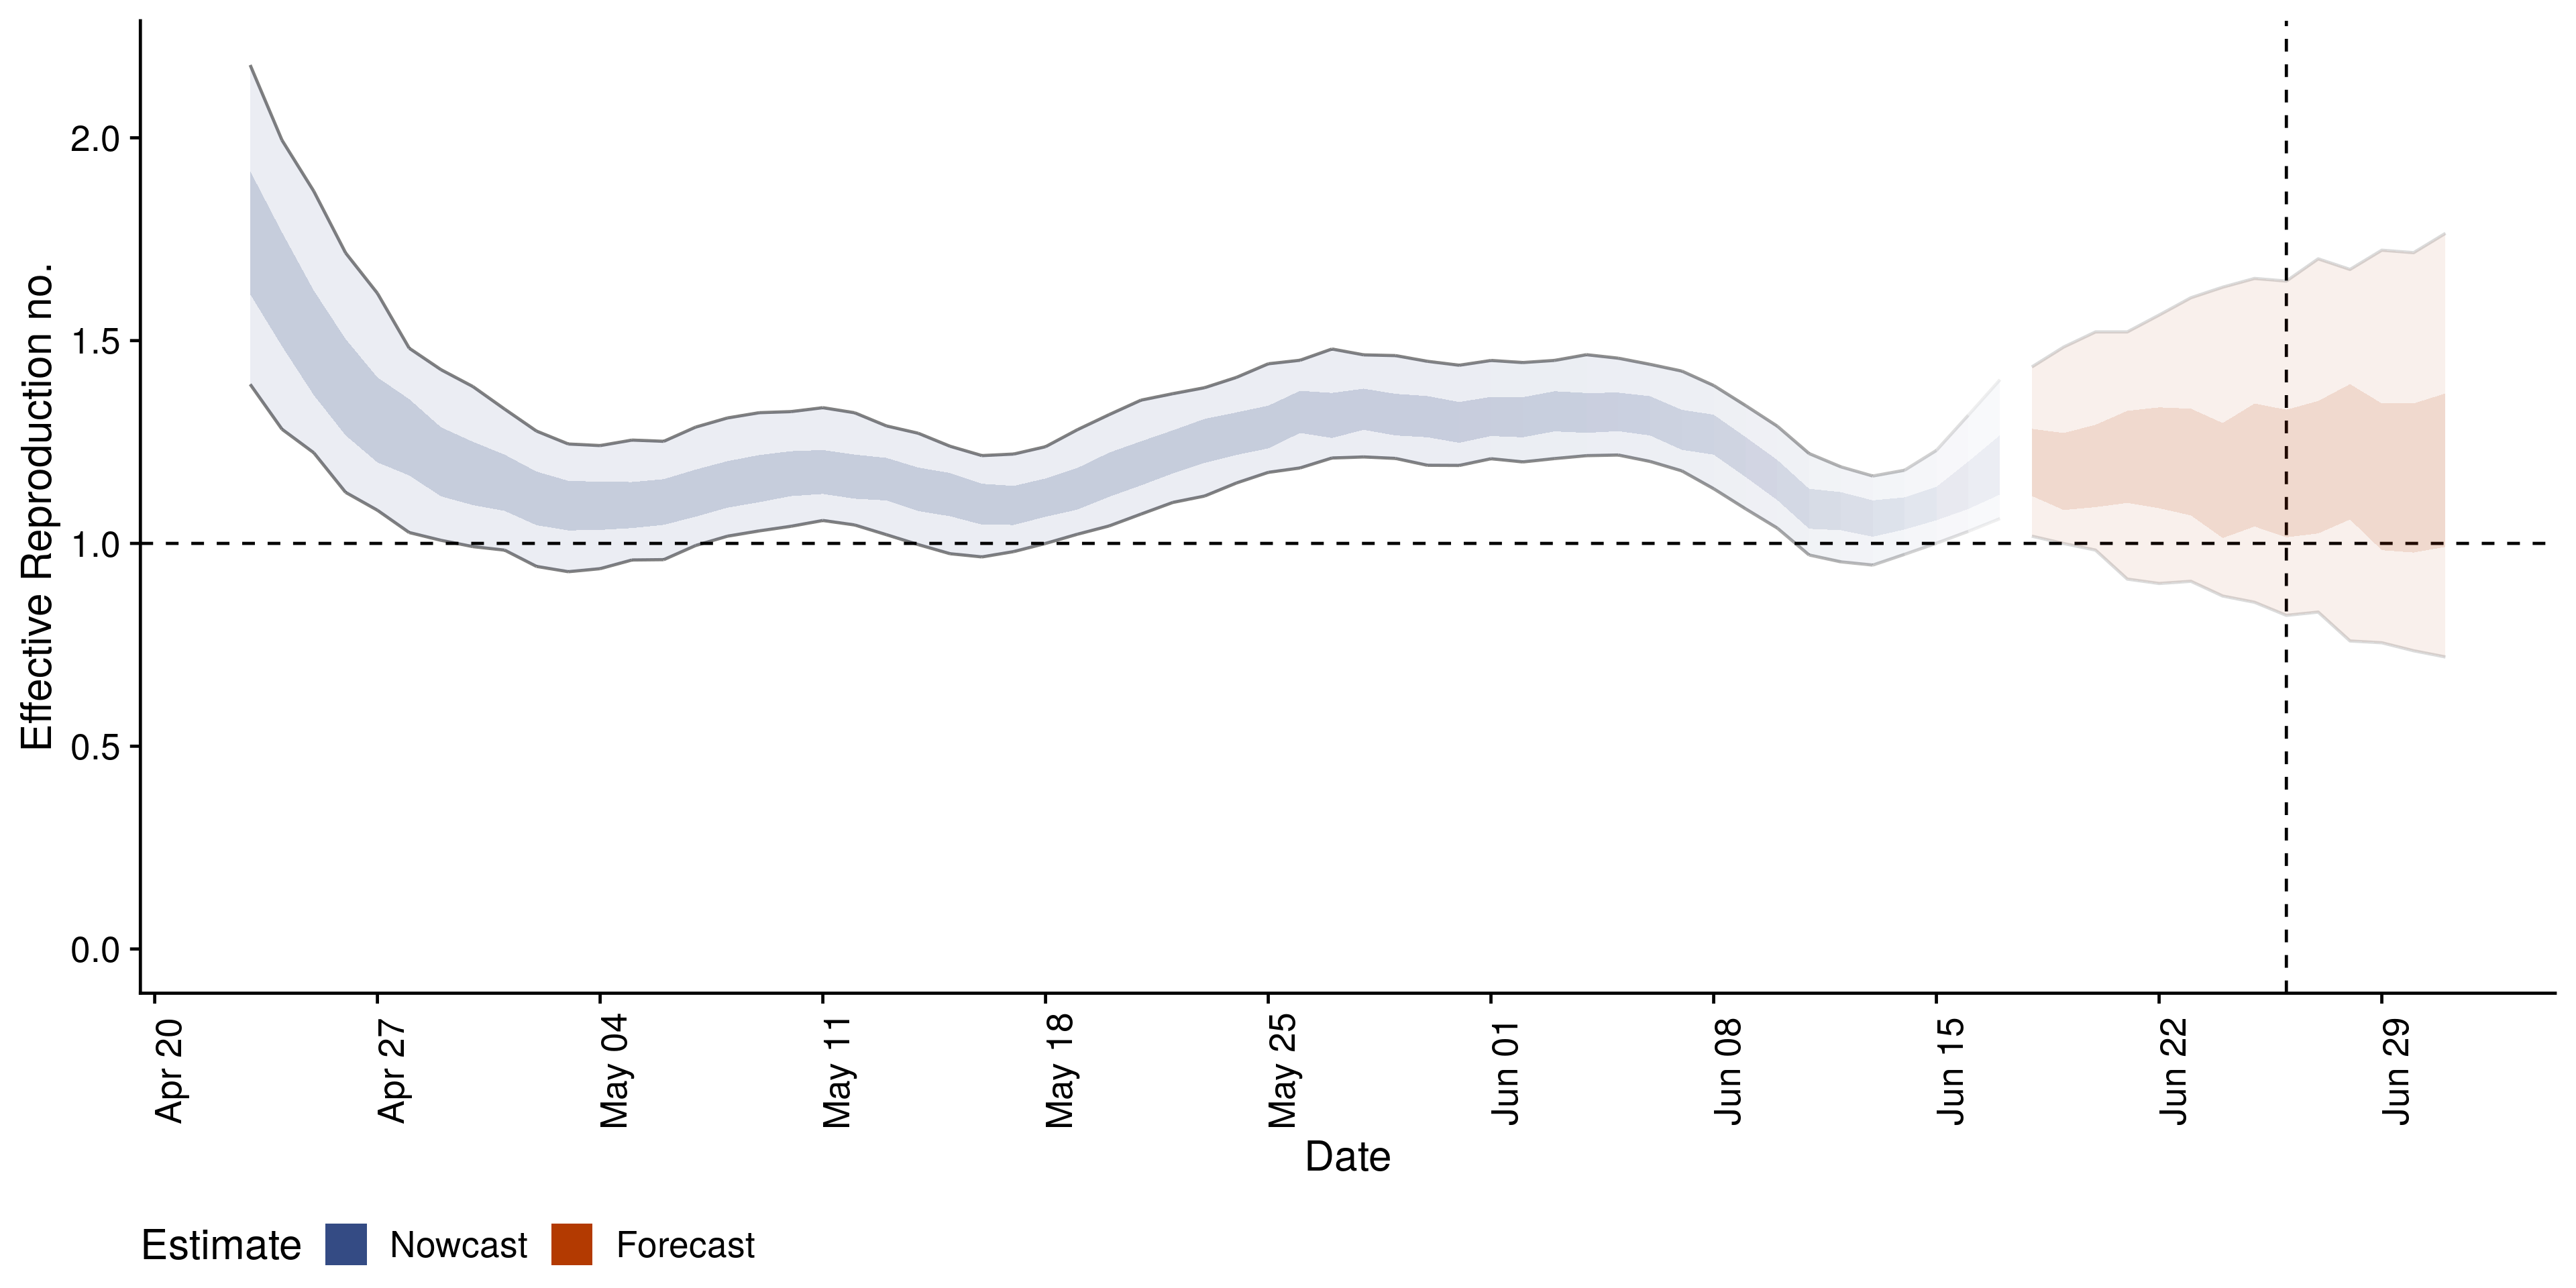 Effective Reproduction no.
2.0
1.5
1.0
0.5
0.0
Apr 20
Apr 27
May 04
May 11
May 18
May 25
Jun 01
Jun 08
Jun 15
Jun 22
Jun 29
Date
Estimate
Nowcast
Forecast